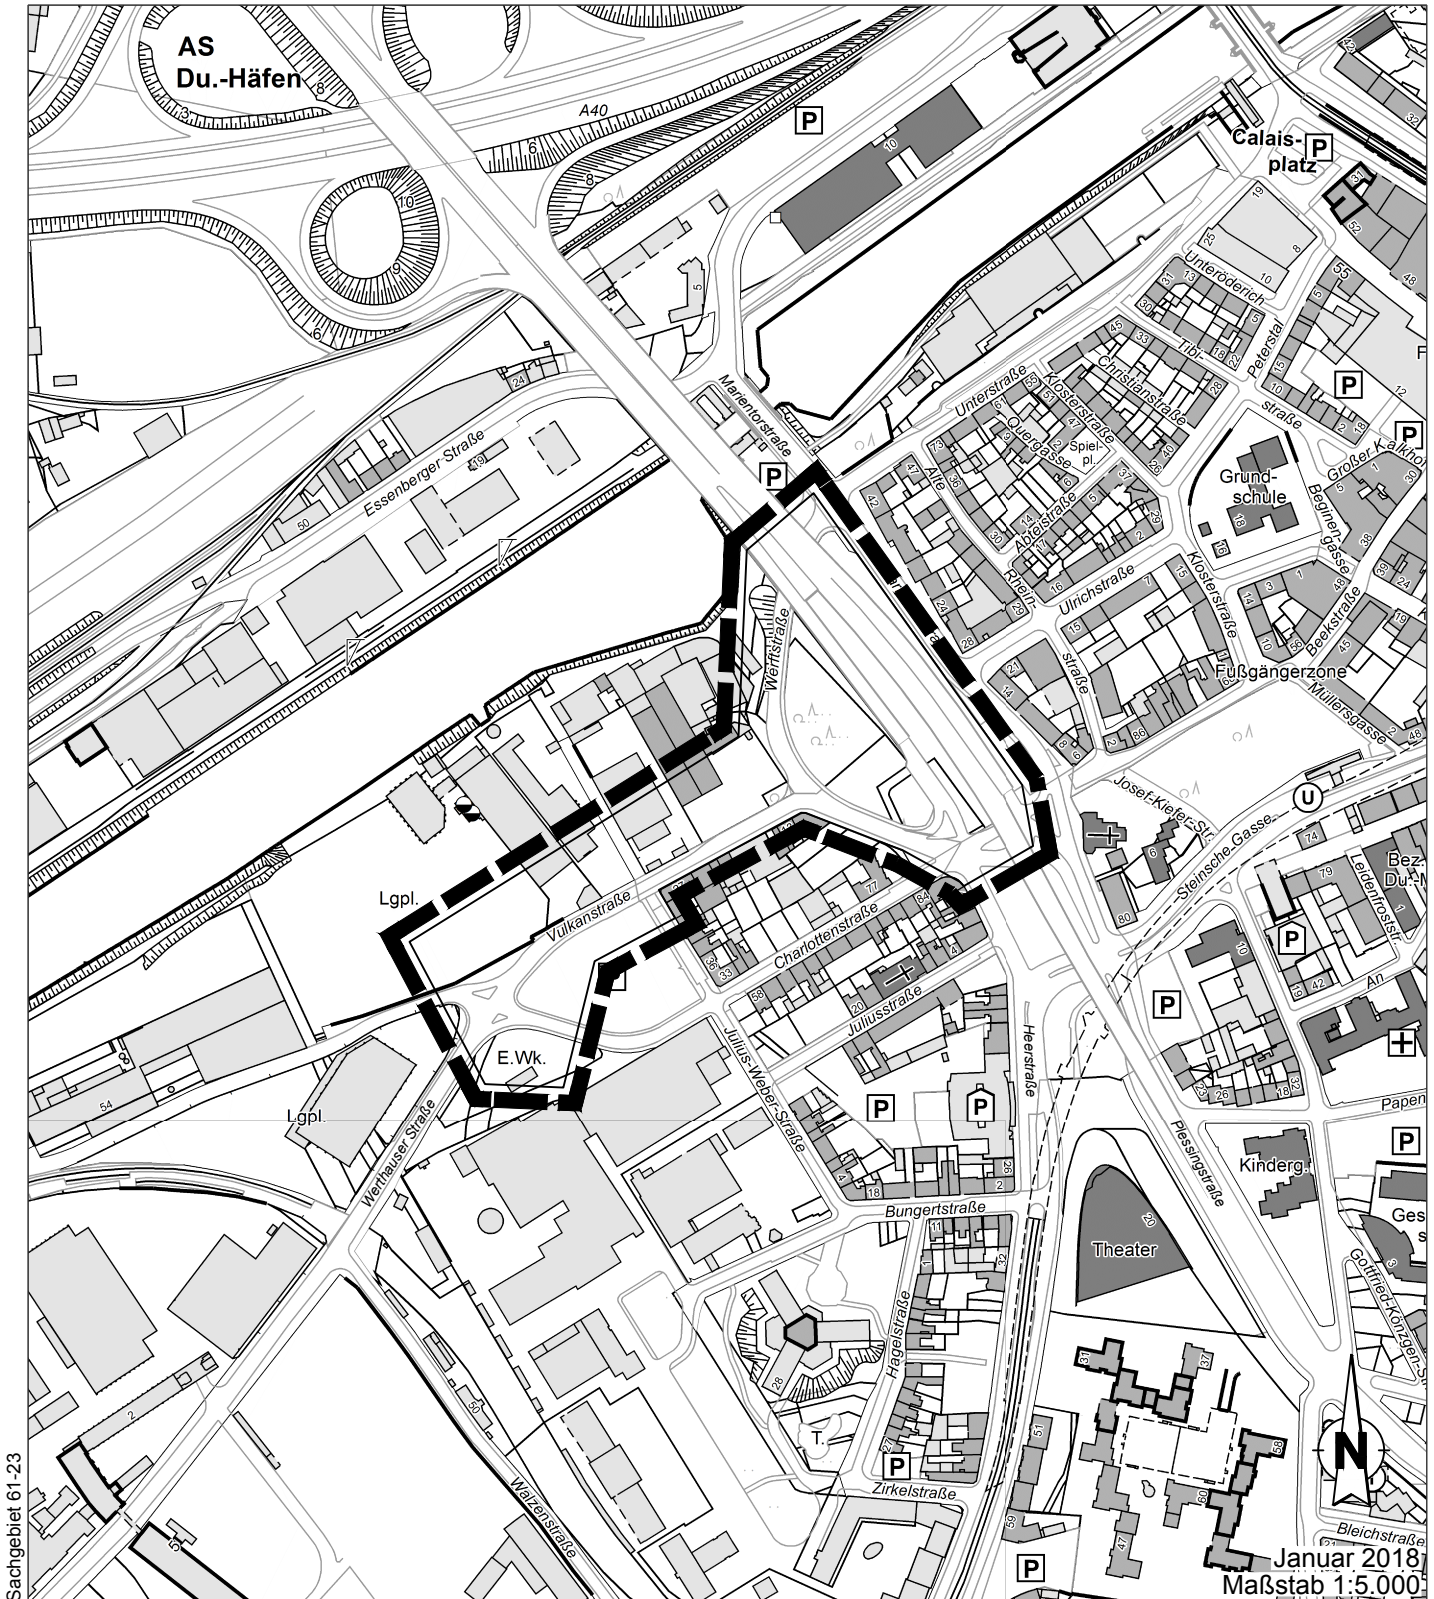 AS
Du.-Häfen
A40
Calais-
platz
Unteröderich
Marientorstraße
Unterstraße
Klosterstraße
Christianstraße
Tibi-
straße
Peterstal
Quergasse
Spiel-
pl.
Alte
Abteistraße
Rhein-
straße
Ulrichstraße
Klosterstraße
Grund-
schule
Großer Kalkhof
Beginen-
gasse
Beekstraße
Fußgängerzone
Müllersgasse
Essenberger Straße
Werftstraße
Josef-Kiefer-Str.
Steinsche-Gasse
U
Leidenfroststr.
Bez.
Lgpl.
Vulkanstraße
Charlottenstraße
Juliusstraße
Julius-Weber-Straße
Heerstraße
An
E.Wk.
Lgpl.
Werthauser Straße
Bungertstraße
Plessingstraße
Papen
Kinderg.
Theater
Ges
Gottfried-Könzgen-Str
Hagelstraße
T.
Zirkelstraße
Walzenstraße
Bleichstraße
N
Sachgebiet 61-23
Januar 2018
Maßstab 1:5.000